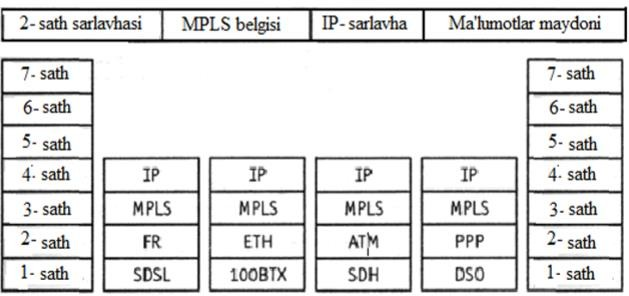 2- sath sarlavhasi MPLS belgisi IP- sarlavha Ma'lumotlar maydoni
7- sath 7- sath
6- sath 6- sath
5- sath 5- sath
4- sath IP IP IP IP 4- sath
3- sath MPLS MPLS MPLS MPLS 3- sath
2- sath FR ETH ATM PPP 2- sath
1- sath SDSL 100BTX SDH DSO 1- sath